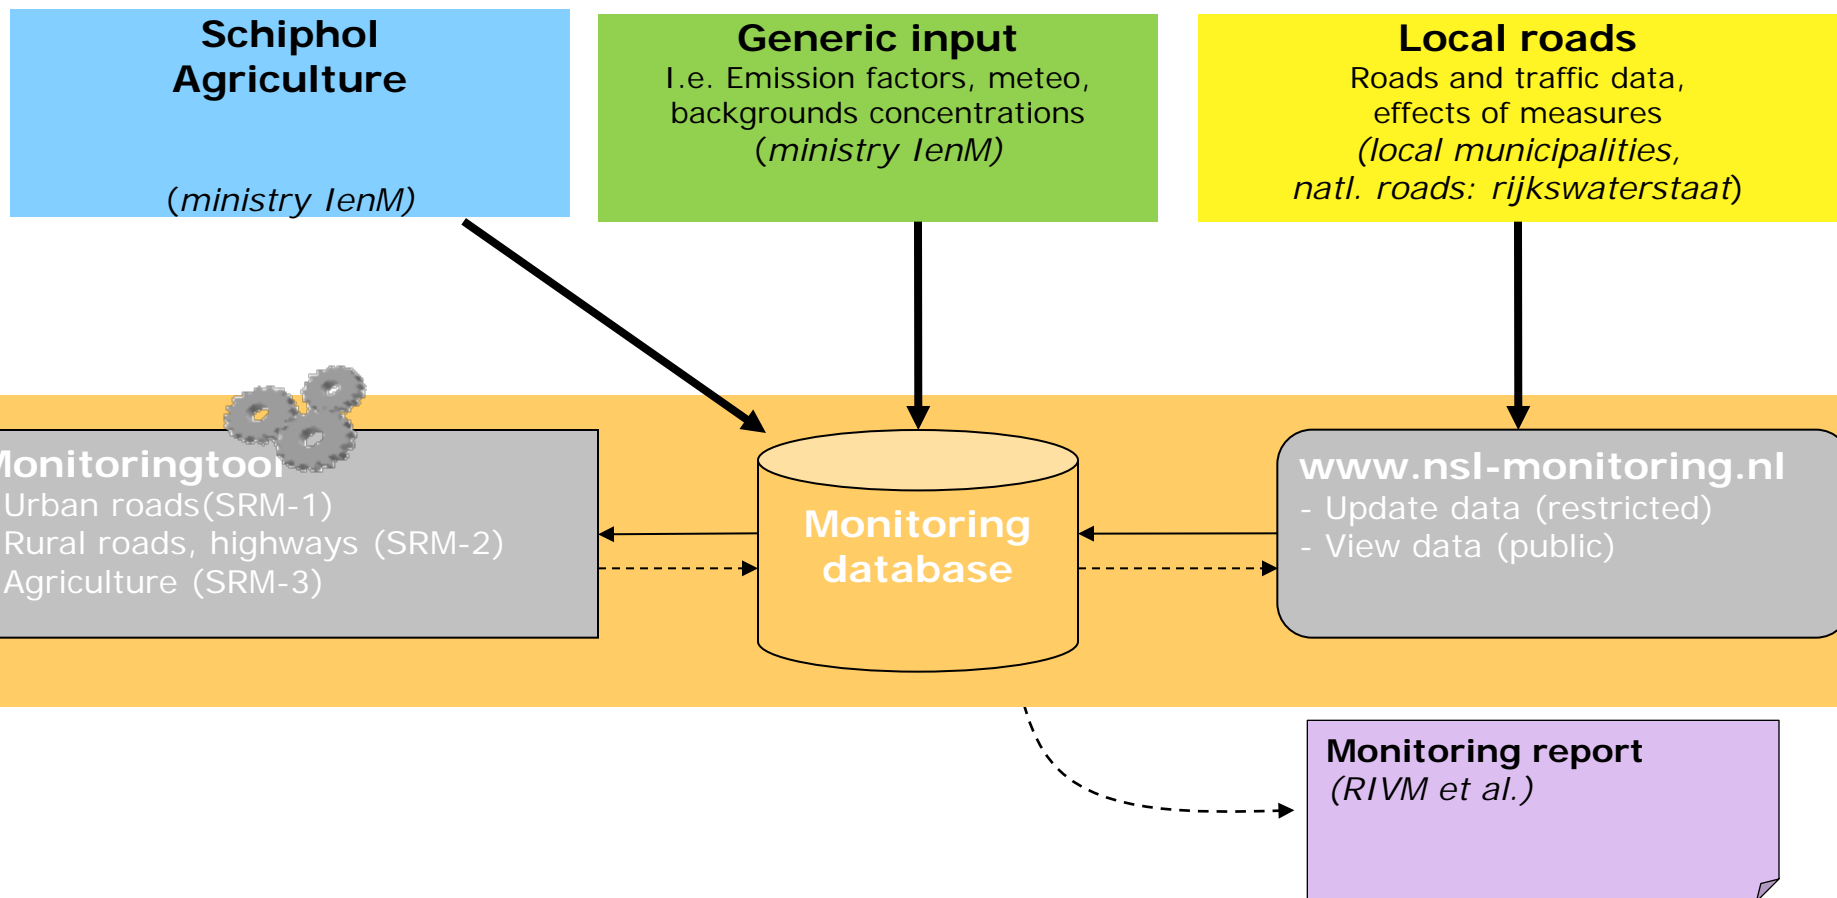 Schiphol
Agriculture
(ministry IenM)
Generic input
I.e. Emission factors, meteo,
backgrounds concentrations
(ministry IenM)
Local roads
Roads and traffic data,
effects of measures
(local municipalities,
natl. roads: rijkswaterstaat)
Monitoringtool
Urban roads(SRM-1)
Rural roads, highways (SRM-2)
Agriculture (SRM-3)
Monitoring
database
www.nsl-monitoring.nl
- Update data (restricted)
- View data (public)
Monitoring report
(RIVM et al.)